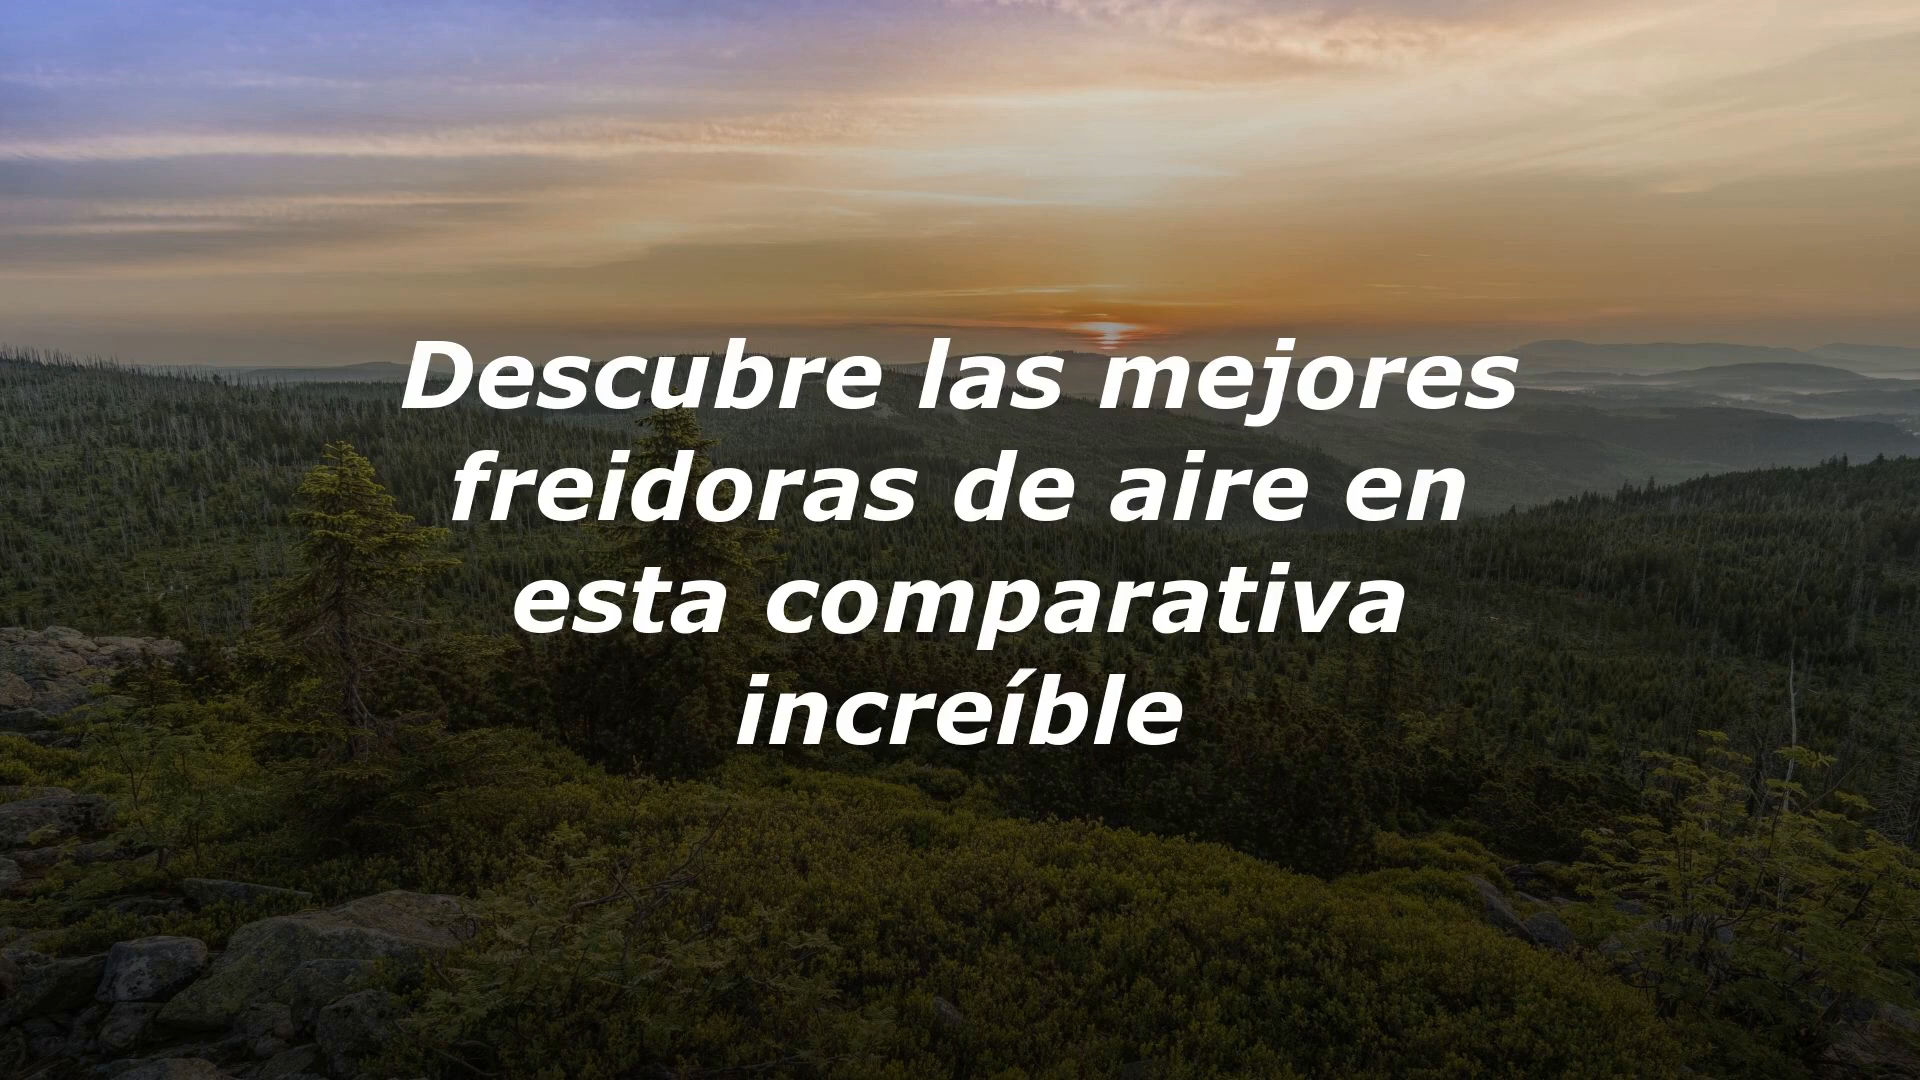 Descubre las mejores
freidoras de aire en
esta comparativa
increíble